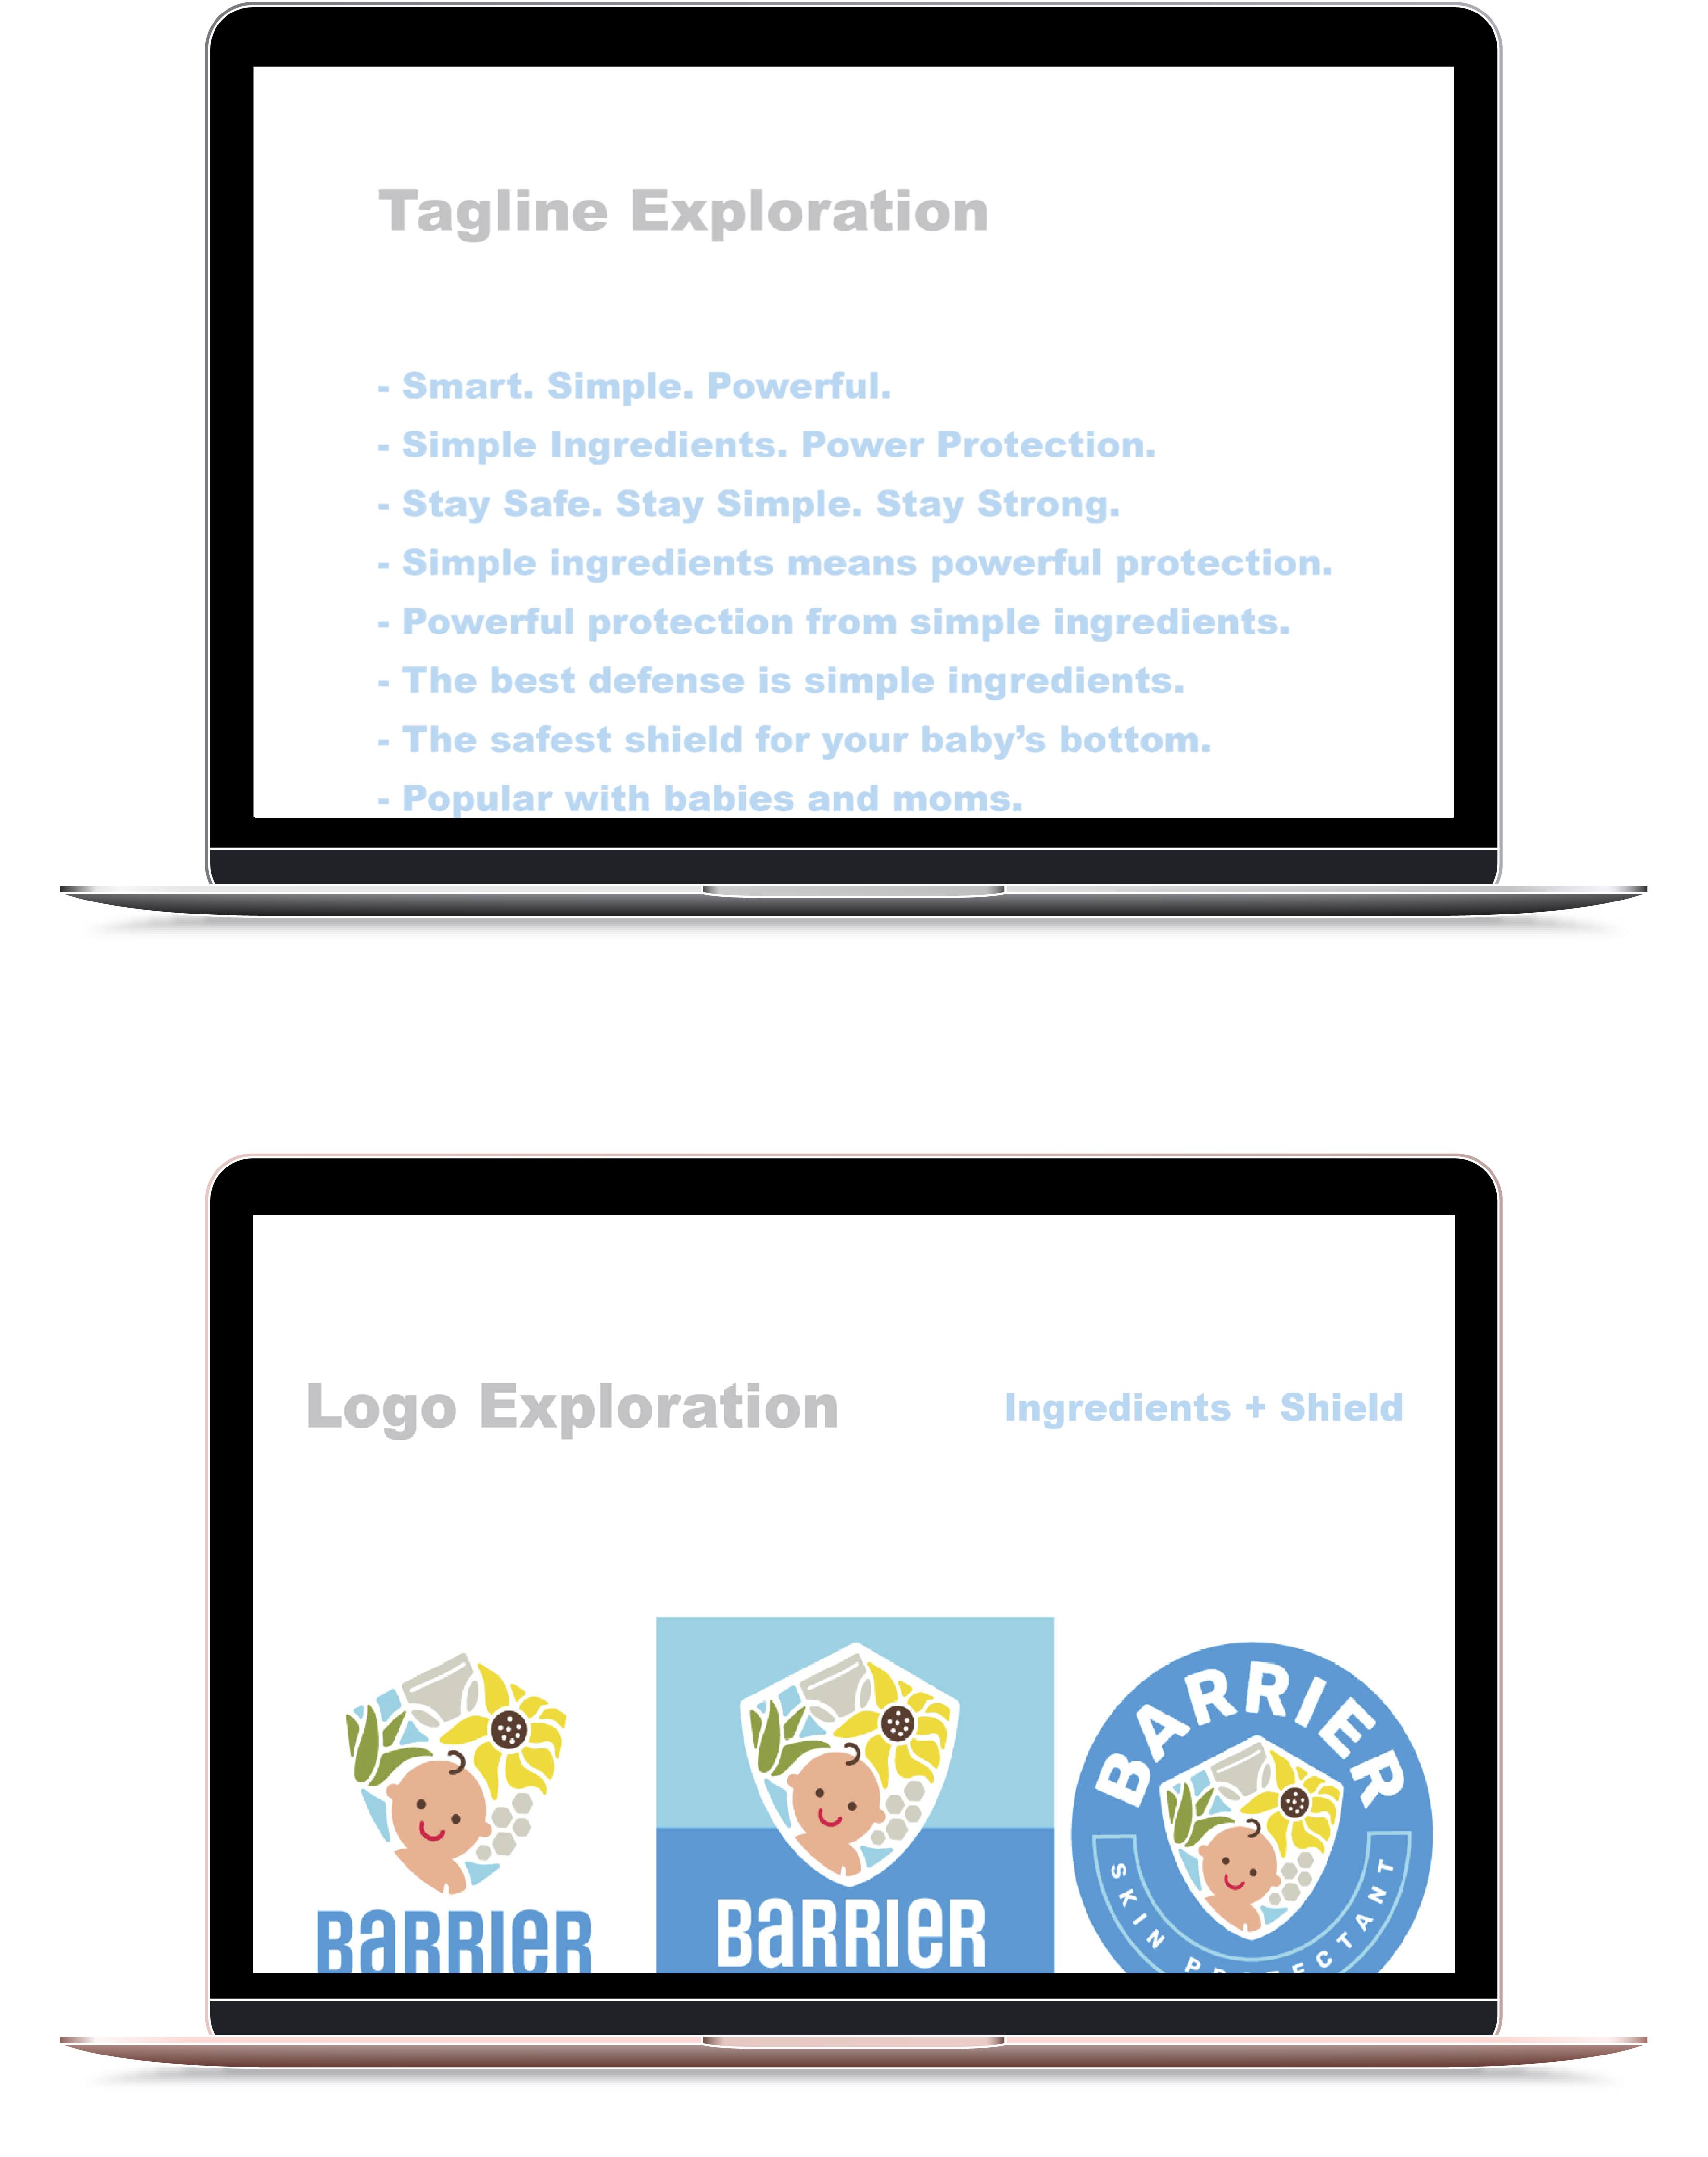 Tagline Exploration
- Smart. Simple. Powerful.
- Simple Ingredients. Power Protection.
- Stay Safe. Stay Simple. Stay Strong.
- Simple ingredients means powerful protection.
- Powerful protection from simple ingredients.
- The best defense is simple ingredients.
- The safest shield for your baby’s bottom.
- Popular with babies and moms.
Logo Exploration
Ingredients + Shield
BaRRIeR
BaRRIeR
BARRIER
SKIN PROTECTANT